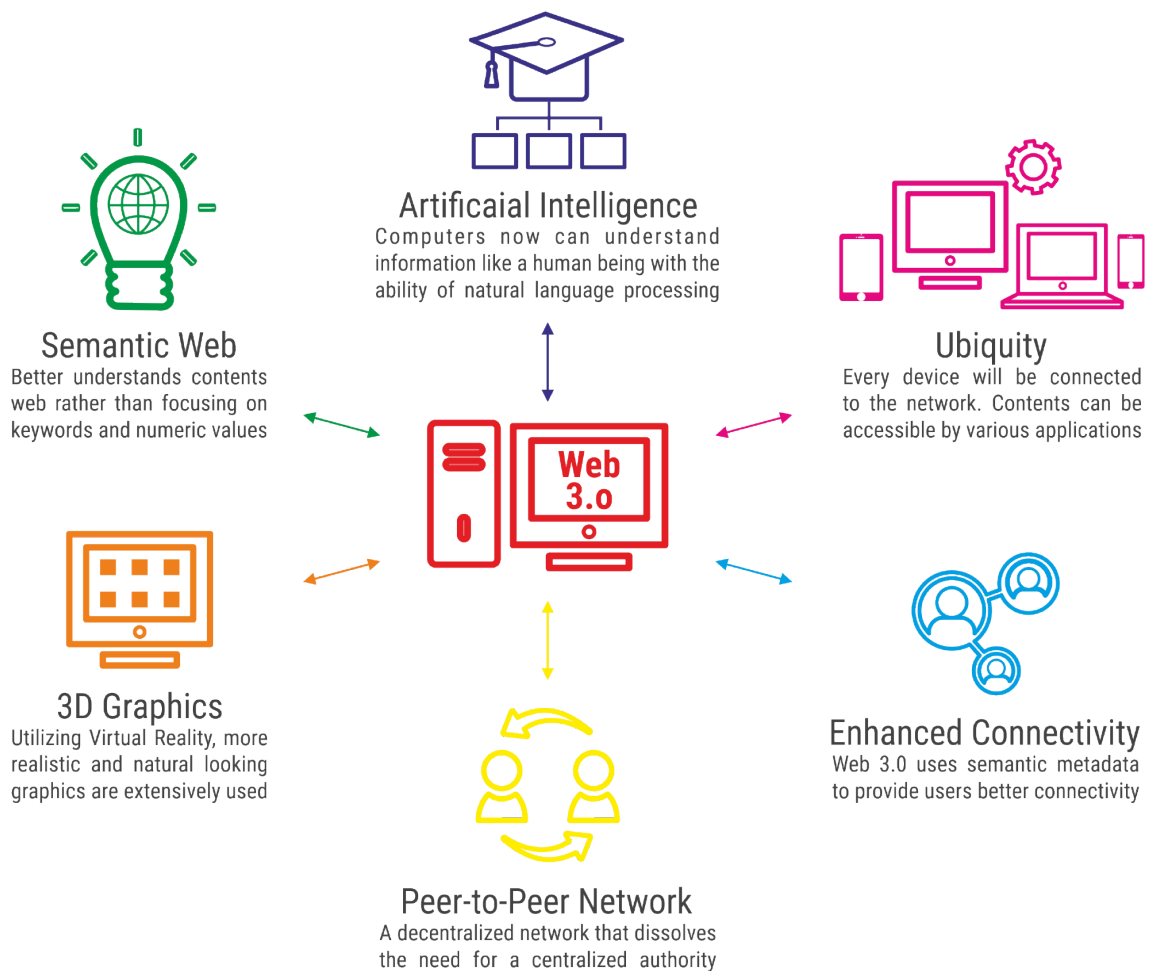 Artificaial Intelligence
Computers now can understand
information like a human being with the
ability of natural language processing
Semantic Web
Better understands contents
web rather than focusing on
keywords and numeric values
Ubiquity
Every device will be connected
to the network. Contents can be
accessible by various applications
Web
3.o
3D Graphics
Utilizing Virtual Reality, more
realistic and natural looking
graphics are extensively used
Enhanced Connectivity
Web 3.0 uses semantic metadata
to provide users better connectivity
Peer-to-Peer Network
A decentralized network that dissolves
the need for a centralized authority